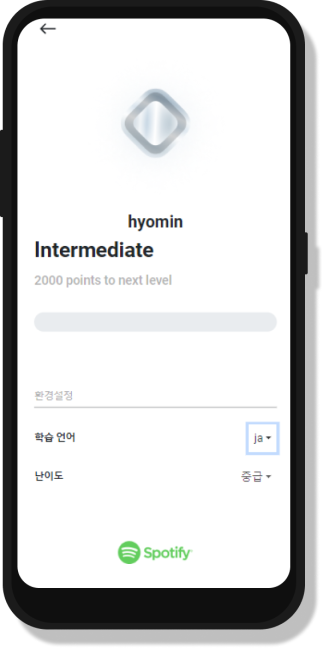 hyomin
Intermediate
2000 points to next level
환경설정
학습 언어 ja
난이도 중급
Spotify